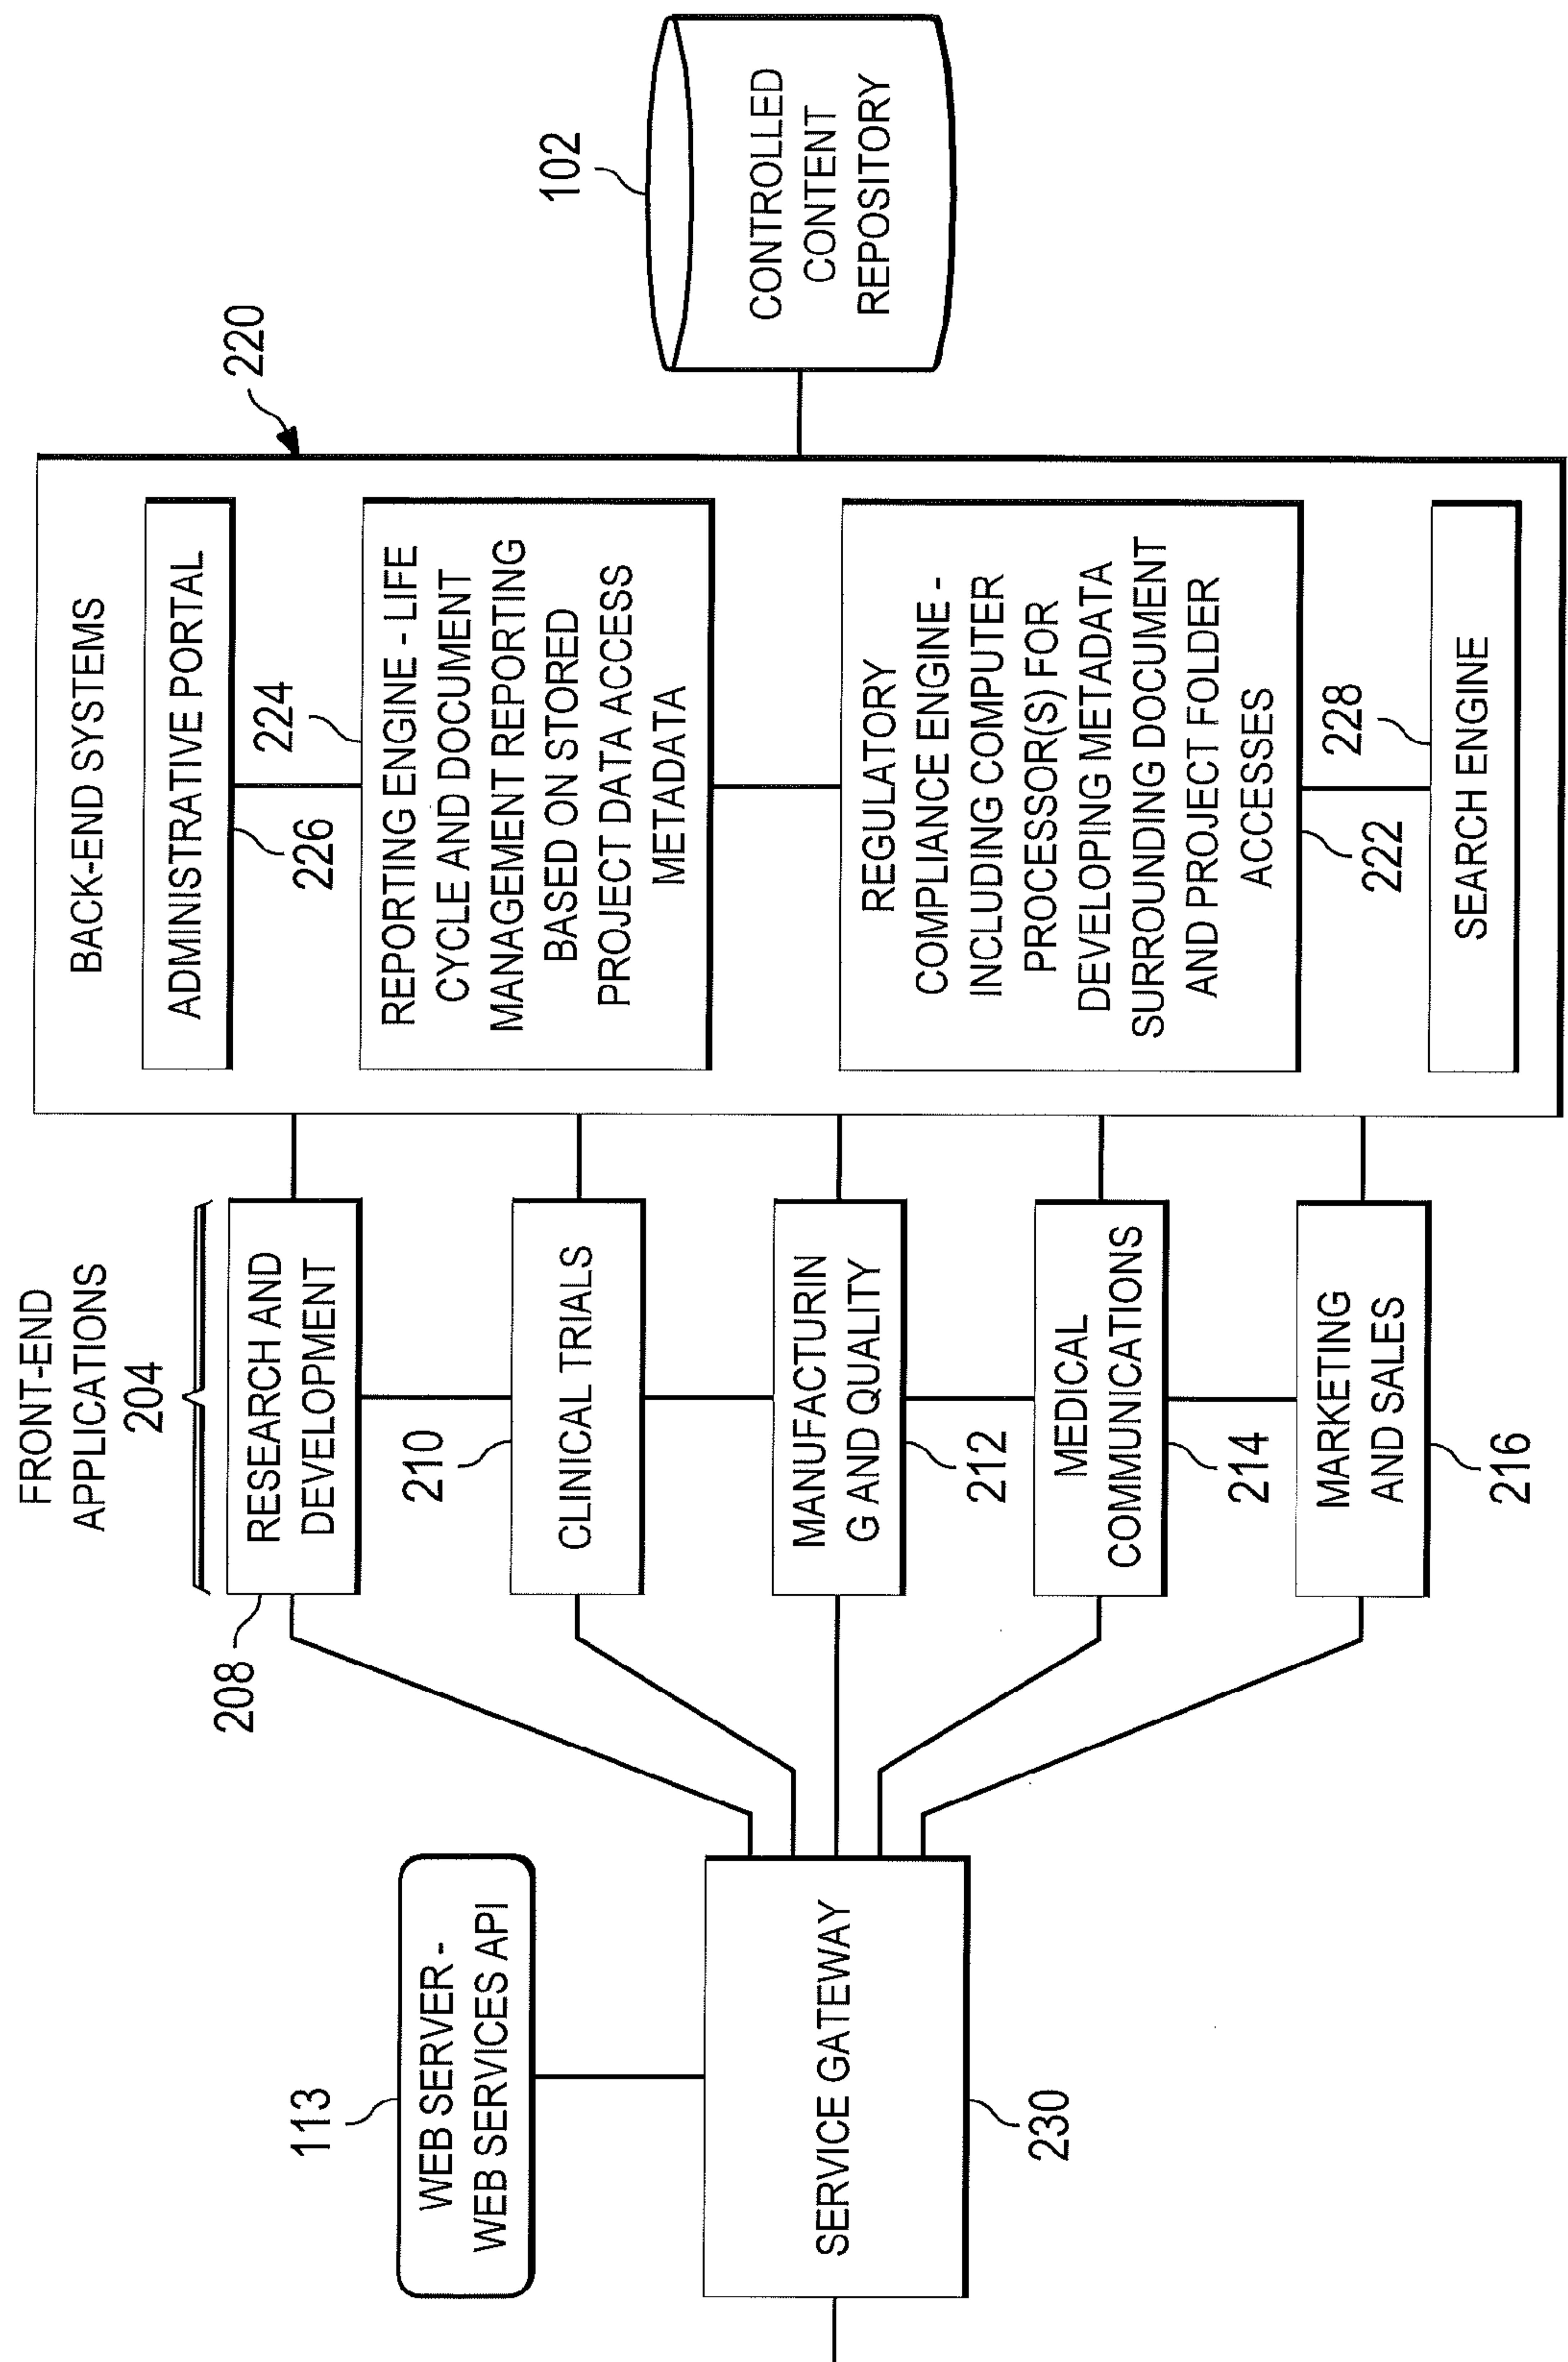 FRONT-END
APPLICATIONS
204
208
RESEARCH AND
DEVELOPMENT
210
CLINICAL TRIALS
MANUFACTURIN
G AND QUALITY
212
MEDICAL
COMMUNICATIONS
214
MARKETING
AND SALES
216
113
WEB SERVER -
WEB SERVICES API
SERVICE GATEWAY
230
220
BACK-END SYSTEMS
ADMINISTRATIVE PORTAL
226
224
REPORTING ENGINE - LIFE
CYCLE AND DOCUMENT
MANAGEMENT REPORTING
BASED ON STORED
PROJECT DATA ACCESS
METADATA
REGULATORY
COMPLIANCE ENGINE -
INCLUDING COMPUTER
PROCESSOR(S) FOR
DEVELOPING METADATA
SURROUNDING DOCUMENT
AND PROJECT FOLDER
ACCESSES
222
228
SEARCH ENGINE
102
CONTROLLED
CONTENT
REPOSITORY